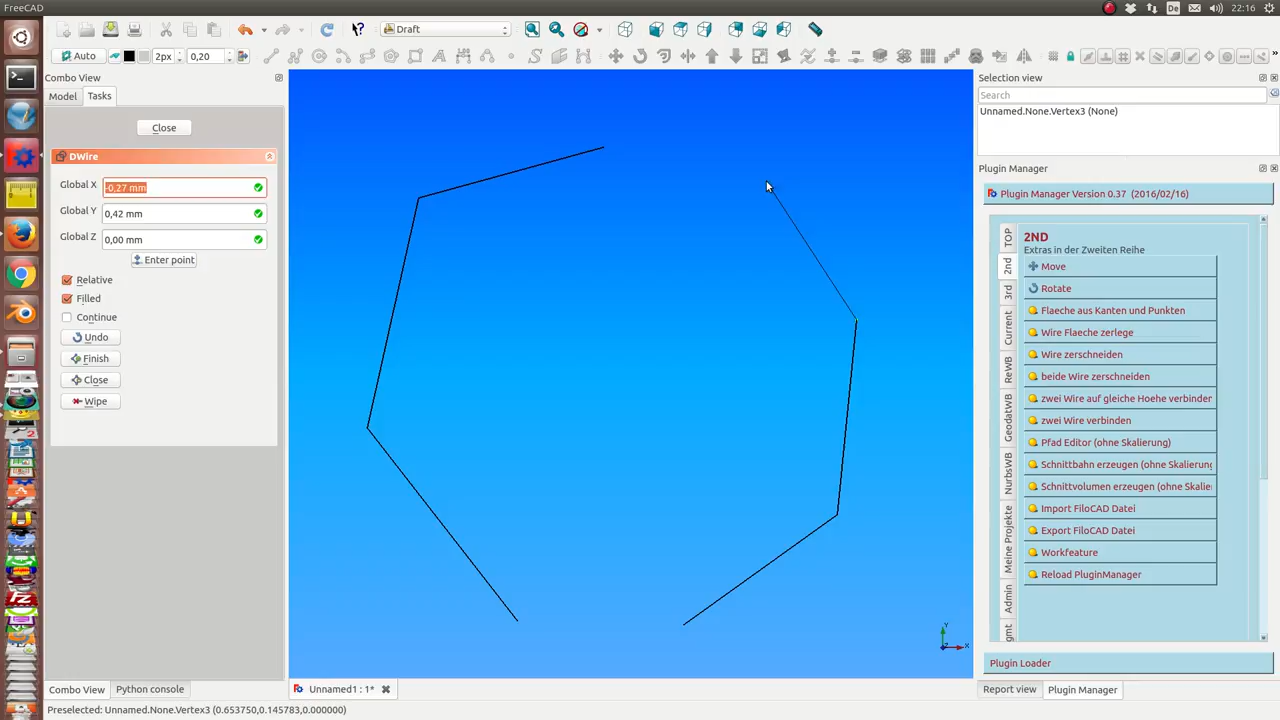 FreeCAD
De
22:16
Draft
Auto
2px
0,20
Combo View
Model
Tasks
Close
DWire
Global X
-0,27 mm
Global Y
0,42 mm
Global Z
0,00 mm
Enter point
Relative
Filled
Continue
Undo
Finish
Close
Wipe
Combo View
Python console
Y
X
Unnamed1 : 1*
Selection view
Search
Unnamed.None.Vertex3 (None)
Plugin Manager
Plugin Manager Version 0.37 (2016/02/16)
TOP
2nd
3rd
Current
ReWB
GeodatWB
NurbsWB
Meine Projekte
Admin
2ND
Extras in der Zweiten Reihe
Move
Rotate
Flaeche aus Kanten und Punkten
Wire Flaeche zerlege
Wire zerschneiden
beide Wire zerschneiden
zwei Wire auf gleiche Hoehe verbinden
zwei Wire verbinden
Pfad Editor (ohne Skalierung)
Schnittbahn erzeugen (ohne Skalierung
Schnittvolumen erzeugen (ohne Skalie
Import FiloCAD Datei
Export FiloCAD Datei
Workfeature
Reload PluginManager
Plugin Loader
Report view
Plugin Manager
Preselected: Unnamed.None.Vertex3 (0.653750,0.145783,0.000000)